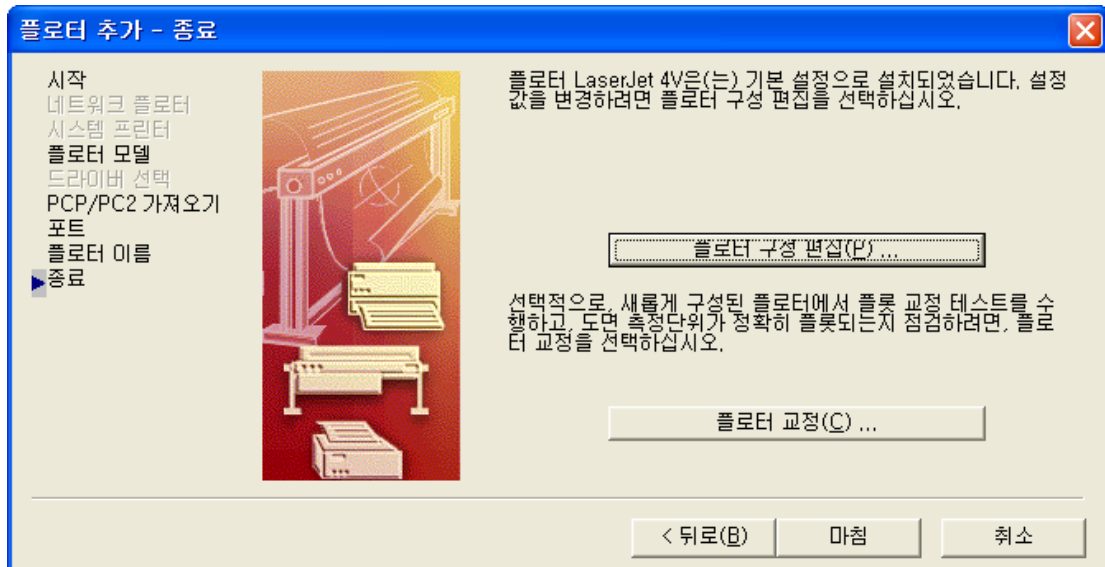 플로터 추가 - 종료
시작
네트워크 플로터
시스템 프린터
플로터 모델
드라이버 선택
PCP/PC2 가져오기
포트
플로터 이름
종료
플로터 LaserJet 4V은(는) 기본 설정으로 설치되었습니다. 설정
값을 변경하려면 플로터 구성 편집을 선택하십시오.
플로터 구성 편집(P) ...
선택적으로, 새롭게 구성된 플로터에서 플롯 교정 테스트를 수
행하고, 도면 측정단위가 정확히 플롯되는지 점검하려면, 플로
터 교정을 선택하십시오.
플로터 교정(C) ...
< 뒤로(B)
마침
취소